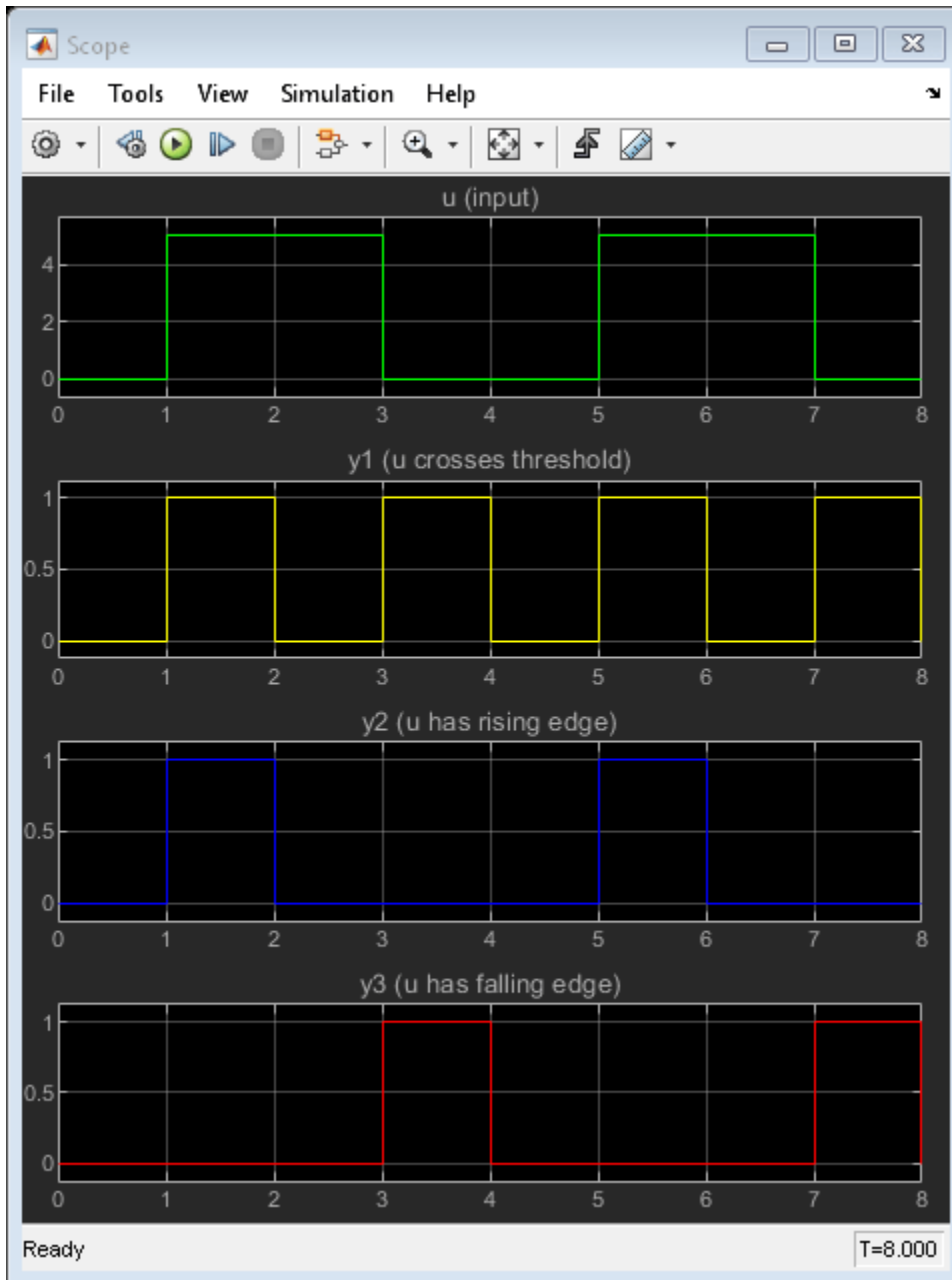 Scope
File Tools View Simulation Help
u (input)
4
2
0
0 1 2 3 4 5 6 7 8
y1 (u crosses threshold)
1
0.5
0
0 1 2 3 4 5 6 7 8
y2 (u has rising edge)
1
0.5
0
0 1 2 3 4 5 6 7 8
y3 (u has falling edge)
1
0.5
0
0 1 2 3 4 5 6 7 8
Ready T=8.000